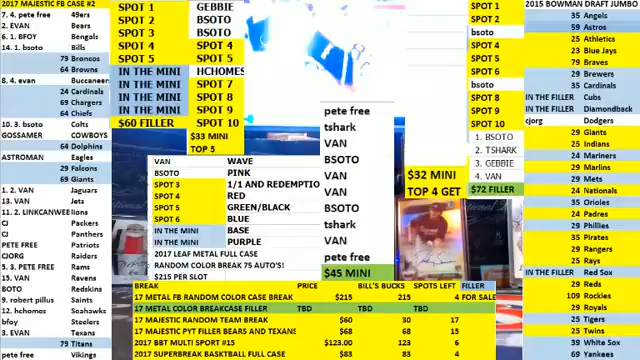 2017 MAJESTIC FB CASE #2
7. 4. pete free 49ers
2. EVAN Bears
6. 1. BFOY Bengals
14. 1. bsoto Bills
79 Broncos
64 Browns
8. 4. evan Buccaneers
24 Cardinals
69 Chargers
64 Chiefs
10. 3. bsoto Colts
GOSSAMER COWBOYS
64 Dolphins
ASTROMAN Eagles
29 Falcons
69 Giants
1. 2. VAN Jaguars
13. VAN Jets
11. 2. LINKCANWEE lions
CJ Packers
CJ Panthers
PETE FREE Patriots
CJORG Raiders
5. 3. PETE FREE Rams
15. VAN Ravens
BOTO Redskins
9. robert pillus Saints
12. hcgomes Seahawks
bfoy Steelers
3. EVAN Texans
79 Titans
pete free Vikings
SPOT 1 GEBBIE
SPOT 2 BSOTO
SPOT 3 BSOTO
SPOT 4 SPOT 4
SPOT 5 SPOT 5
IN THE MINI HCHOMES
IN THE MINI SPOT 7
IN THE MINI SPOT 8
IN THE MINI SPOT 9
$60 FILLER SPOT 10
$33 MINI
TOP 5
VAN WAVE
BSOTO PINK
SPOT 3 1/1 AND REDEMPTIO
SPOT 4 RED
SPOT 5 GREEN/BLACK
SPOT 6 BLUE
IN THE MINI BASE
IN THE MINI PURPLE
2017 LEAF METAL FULL CASE
RANDOM COLOR BREAK 75 AUTO'S!
$215 PER SLOT
pete free
tshark
VAN
BSOTO
VAN
VAN
BSOTO
tshark
VAN
pete free
$45 MINI
$32 MINI
TOP 4 GET
SPOT 1
SPOT 2
bsoto
SPOT 4
SPOT 5
SPOT 6
bsoto
SPOT 8
SPOT 9
SPOT 10
1. BSOTO
2. TSHARK
3. GEBBIE
4. VAN
$72 FILLER
2015 BOWMAN DRAFT JUMBO
35 Angels
59 Astros
25 Athletics
23 Blue Jays
79 Braves
29 Brewers
35 Cardinals
IN THE FILLER Cubs
IN THE FILLER Diamondback
cjorg Dodgers
29 Giants
25 Indians
24 Mariners
29 Marlins
29 Mets
24 Nationals
35 Orioles
24 Padres
29 Phillies
35 Pirates
29 Rangers
25 Rays
IN THE FILLER Red Sox
29 Reds
109 Rockies
29 Royals
25 Tigers
25 Twins
39 White Sox
39 Yankees
BREAK PRICE BILL'S BUCKS SPOTS LEFT FILLER
17 METAL FB RANDOM COLOR CASE BREAK $215 215 4 FOR SALE
17 METAL COLOR BREAKCASE FILLER TBD TBD TBD
17 MAJESTIC RANDOM TEAM BREAK $60 30 17
17 MAJESTIC PYT FILLER BEARS AND TEXANS $68 68 15
2017 BBT MULTI SPORT #15 $123.00 123 6
2017 SUPERBREAK BASKTBALL FULL CASE $83 83 4